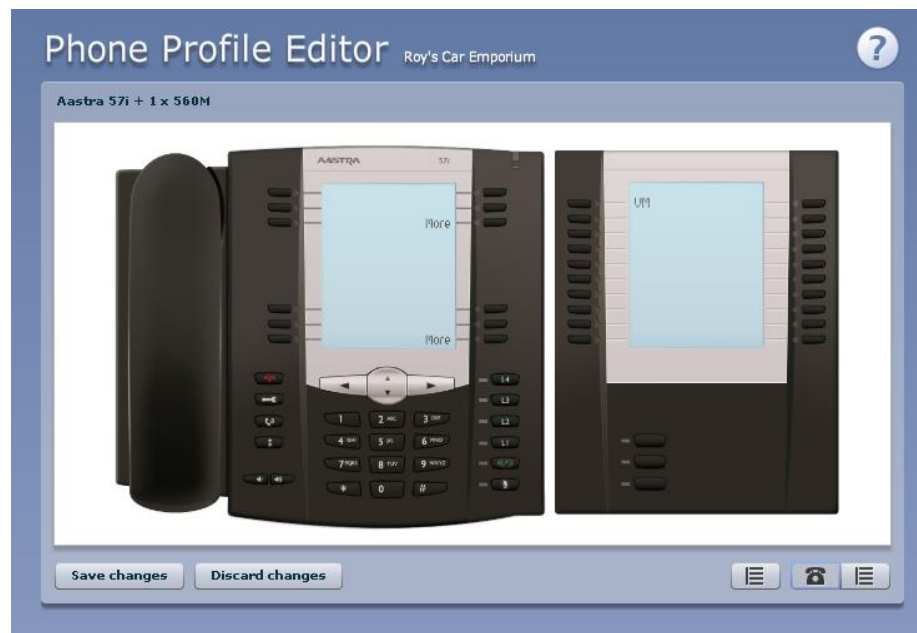 Phone Profile Editor Roy's Car Emporium ?
Aastra 57i + 1 x 560M
AASTRA 57i
VM
More
More
L4
L3
1 2 ABC 3 DEF
L2
4 GHI 5 JKL 6 MNO
L1
7 PQRS 8 TUV 9 WXYZ
* 0 #
Save changes Discard changes